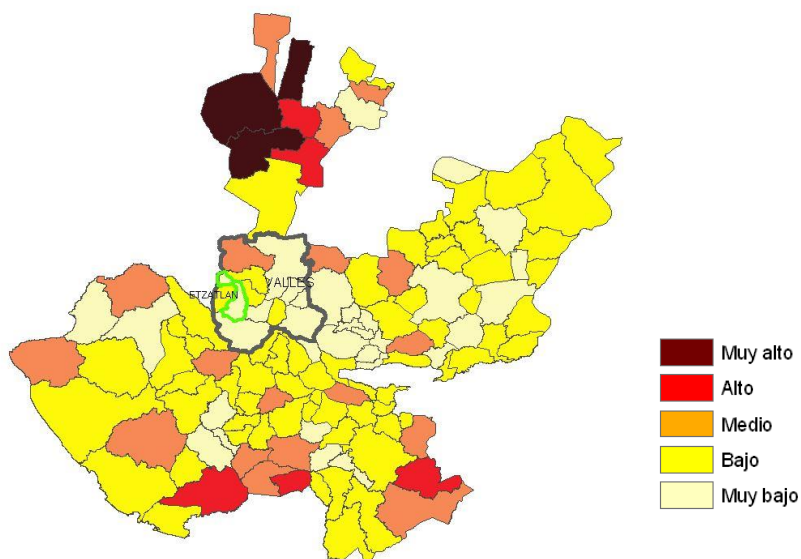 VALLES
ETZATLAN
Muy alto
Alto
Medio
Bajo
Muy bajo